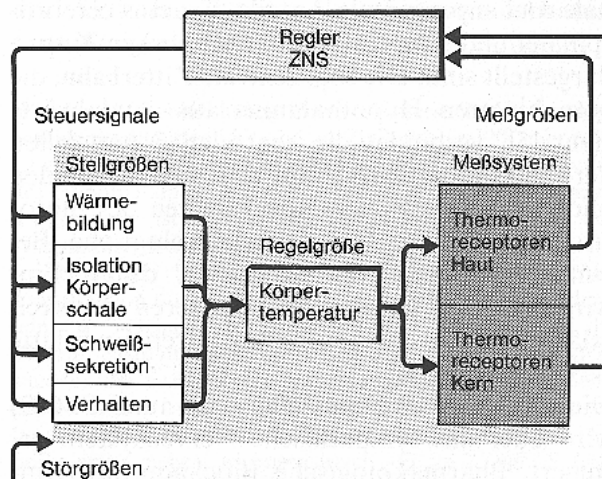 Regler
ZNS
Steuersignale
Meßgrößen
Stellgrößen
Meßsystem
Wärme-
bildung
Isolation
Körper-
schale
Schweiß-
sekretion
Verhalten
Regelgröße
Körper-
temperatur
Thermo-
receptoren
Haut
Thermo-
receptoren
Kern
Störgrößen